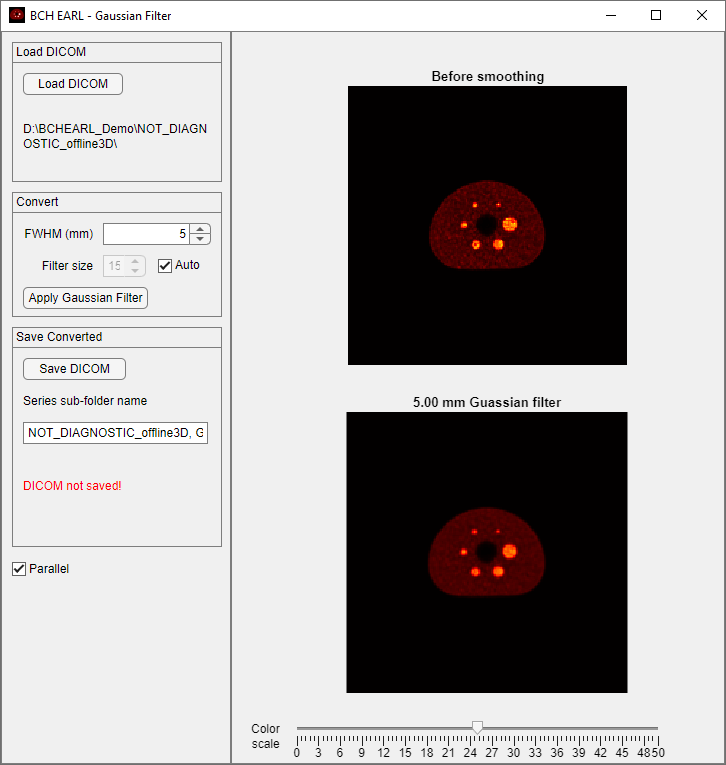 BCH EARL - Gaussian Filter
Load DICOM
Load DICOM
D:\BCHEARL_Demo\NOT_DIAGN
OSTIC_offline3D\
Convert
FWHM (mm) 5
Filter size 15 Auto
Apply Gaussian Filter
Save Converted
Save DICOM
Series sub-folder name
NOT_DIAGNOSTIC_offline3D, G
DICOM not saved!
Parallel
Before smoothing
5.00 mm Guassian filter
Color
scale
0 3 6 9 12 15 18 21 24 27 30 33 36 39 42 45 48 50